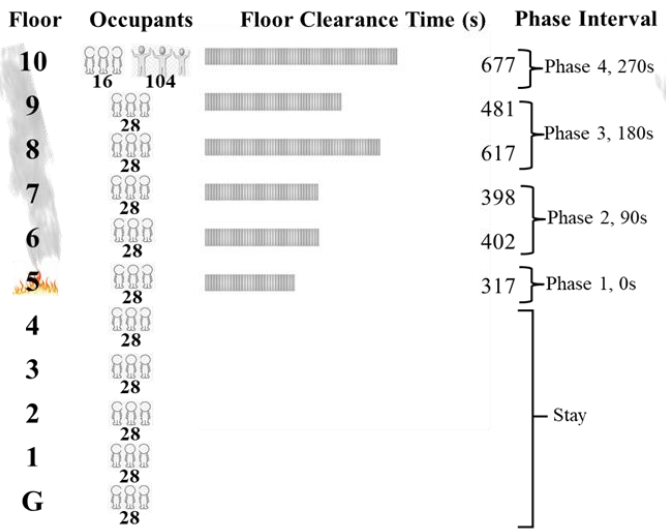 Floor Occupants Floor Clearance Time (s) Phase Interval
10 16 104 677 Phase 4, 270s
9 28 481
Phase 3, 180s
8 28 617
7 28 398
Phase 2, 90s
6 28 402
5 28 317 Phase 1, 0s
4 28
3 28
2 28
Stay
1 28
G 28